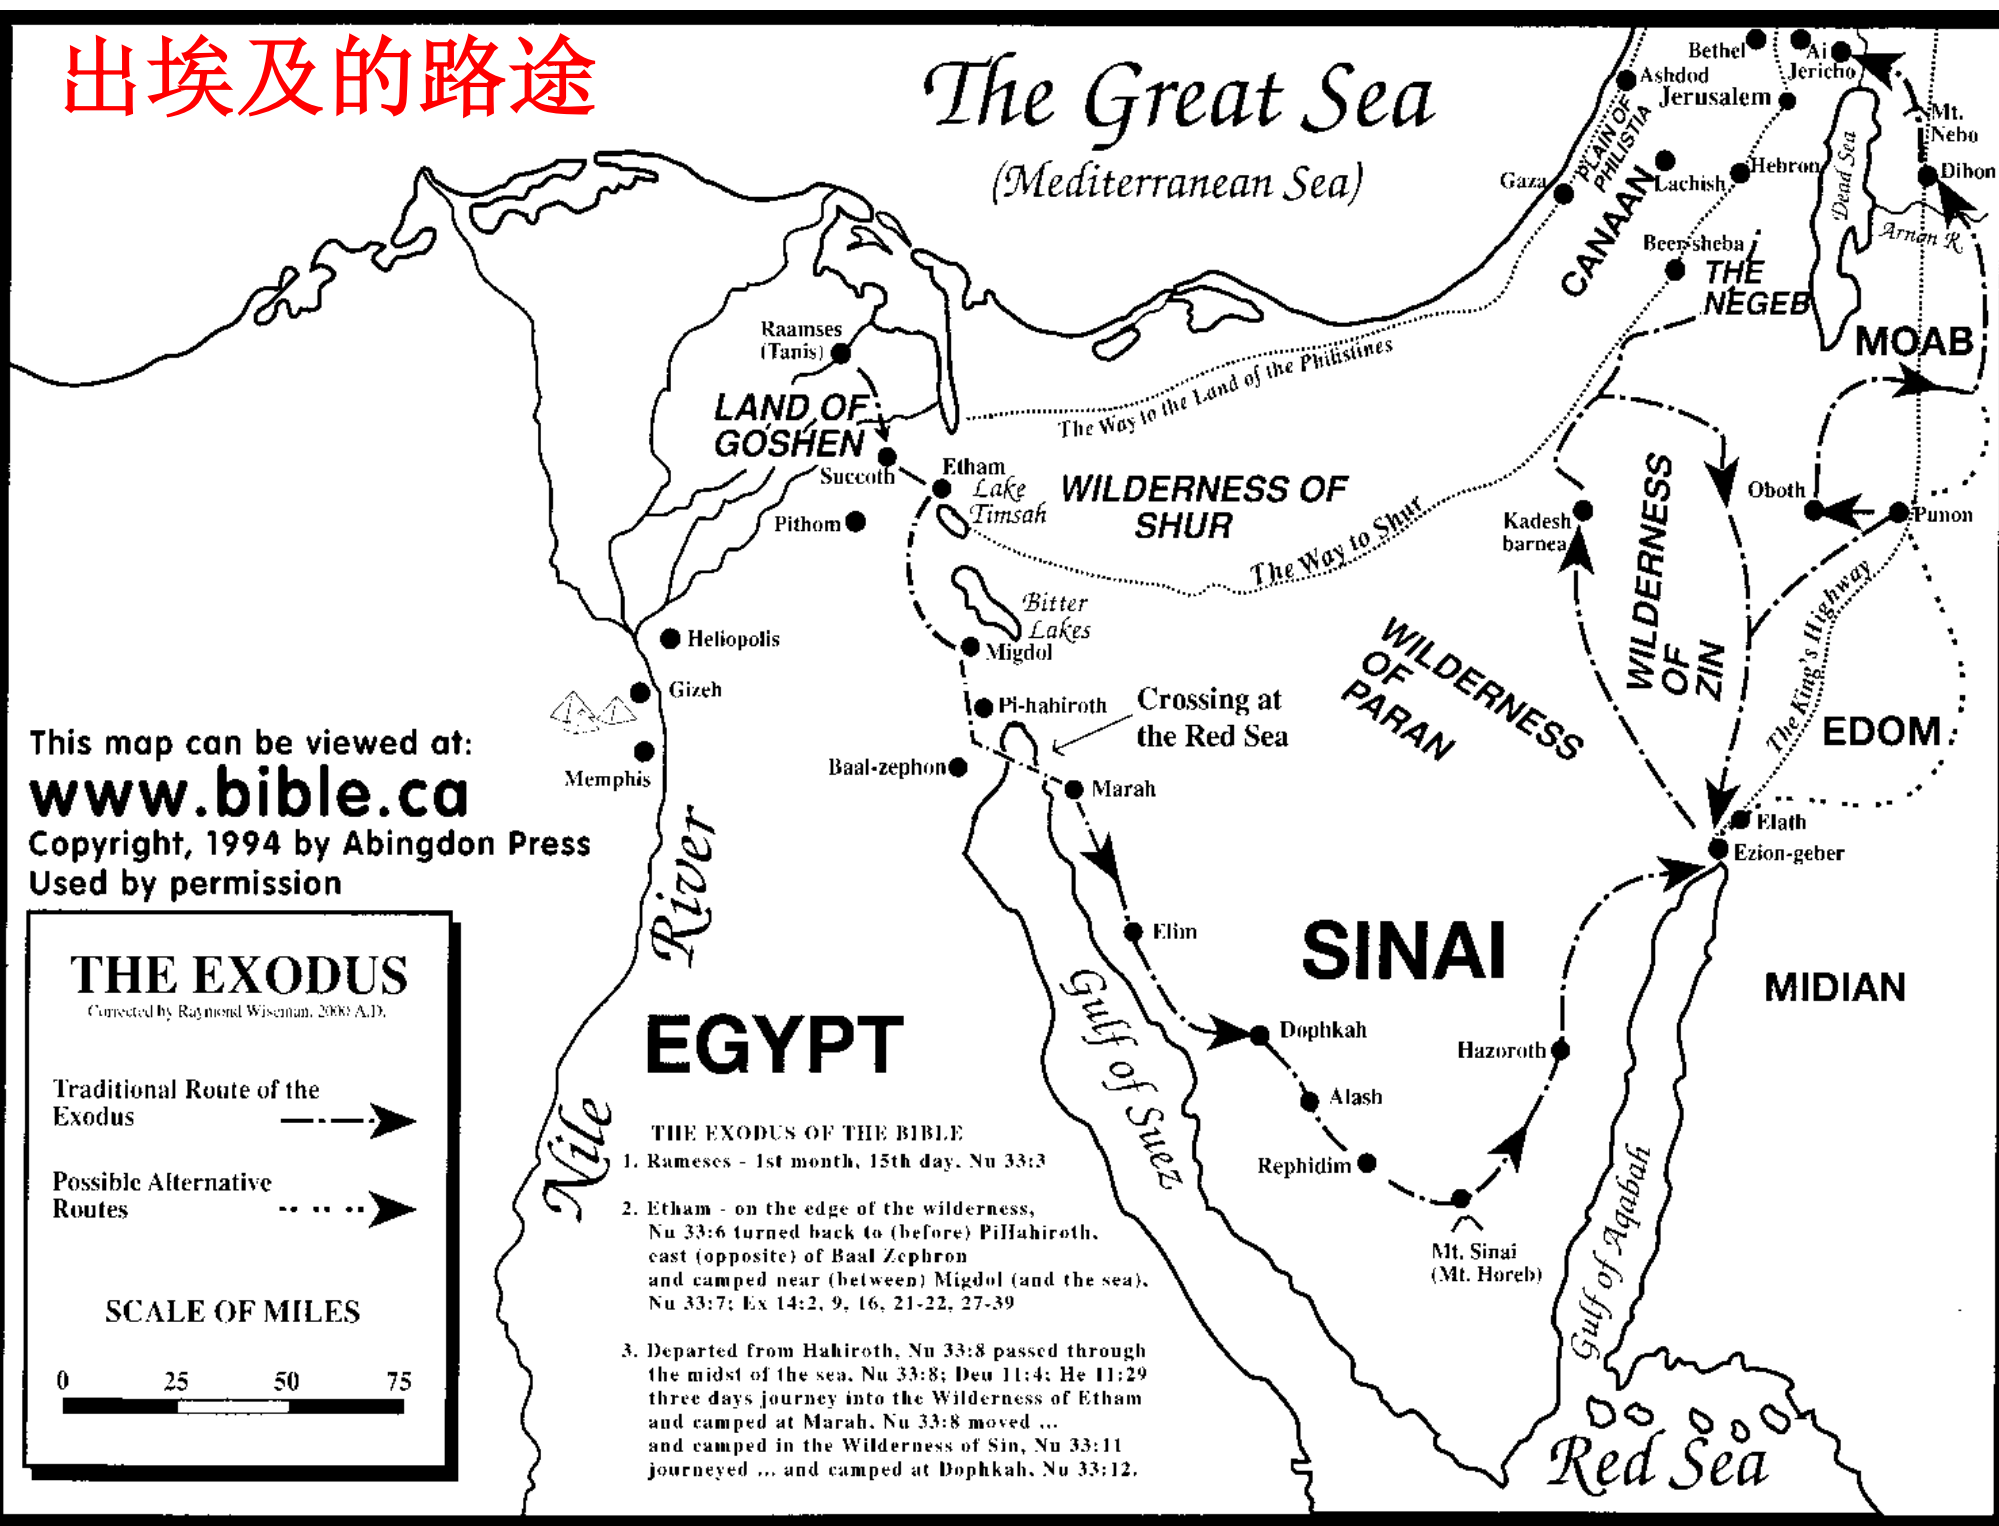 出埃及的路途
The Great Sea
(Mediterranean Sea)
Bethel
Ai
Jericho
Ashdod
Jerusalem
Mt.
Nebo
PLAIN OF
PHILISTIA
Gaza
Lachish
Hebron
Dead Sea
Dibon
CANAAN
Arnon R.
Beersheba
THE
NEGEB
MOAB
Raamses
(Tanis)
The Way to the Land of the Philistines
LAND OF
GOSHEN
Succoth
Etham
Lake
Timsah
WILDERNESS OF
SHUR
Pithom
The Way to Shur
Kadesh
barnea
WILDERNESS
OF
ZIN
Oboth
Punon
Bitter
Lakes
Heliopolis
Migdol
WILDERNESS
OF
PARAN
The King's Highway
Gizeh
Pi-hahiroth
Crossing at
the Red Sea
EDOM
Memphis
Baal-zephon
Marah
Elath
Ezion-geber
This map can be viewed at:
www.bible.ca
Copyright, 1994 by Abingdon Press
Used by permission
Nile River
Elim
SINAI
MIDIAN
EGYPT
Gulf of Suez
Dophkah
Hazoroth
Alash
Rephidim
Mt. Sinai
(Mt. Horeb)
Gulf of Aqabah
Red Sea
THE EXODUS
Corrected by Raymond Wiseman, 2000 A.D.
Traditional Route of the
Exodus
Possible Alternative
Routes
SCALE OF MILES
0 25 50 75
THE EXODUS OF THE BIBLE
1. Rameses - 1st month, 15th day. Nu 33:3
2. Etham - on the edge of the wilderness,
Nu 33:6 turned back to (before) PiHahiroth,
east (opposite) of Baal Zephron
and camped near (between) Migdol (and the sea).
Nu 33:7; Ex 14:2, 9, 16, 21-22, 27-39
3. Departed from Hahiroth, Nu 33:8 passed through
the midst of the sea. Nu 33:8; Deu 11:4; He 11:29
three days journey into the Wilderness of Etham
and camped at Marah. Nu 33:8 moved ...
and camped in the Wilderness of Sin, Nu 33:11
journeyed ... and camped at Dophkah. Nu 33:12.